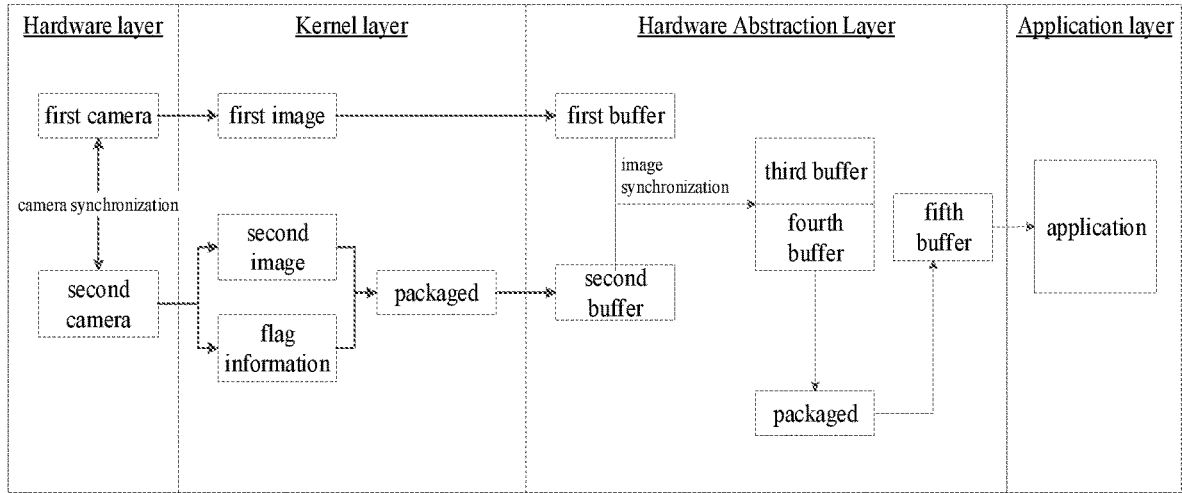 Hardware layer
Kernel layer
Hardware Abstraction Layer
Application layer
first camera
first image
first buffer
image
synchronization
third buffer
camera synchronization
second
image
fourth
buffer
fifth
buffer
application
second
camera
packaged
second
buffer
flag
information
packaged